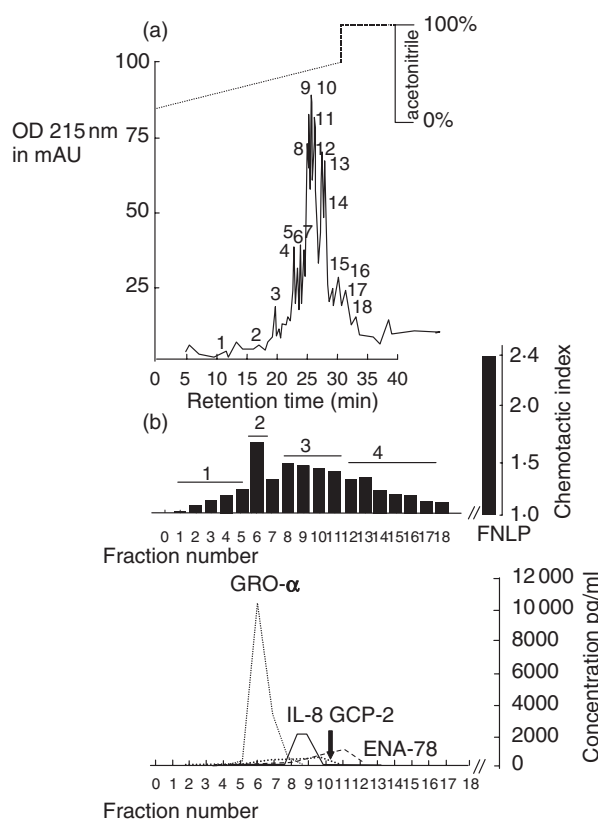 (a)
100%
acetonitrile
0%
100
OD 215 nm
in mAU
75
50
25
9 10
11
8 12
13
14
5 6 7
4
3
15 16
17
18
1 2
0 5 10 15 20 25 30 35 40
Retention time (min)
(b)
2·4
2·0
1·5
1·0
Chemotactic index
1 2 3 4
0 1 2 3 4 5 6 7 8 9 10 11 12 13 14 15 16 17 18
FNLP
Fraction number
GRO-α
12 000
10 000
8000
6000
4000
2000
0
Concentration pg/ml
IL-8 GCP-2
ENA-78
0 1 2 3 4 5 6 7 8 9 10 11 12 13 14 15 16 17 18
Fraction number